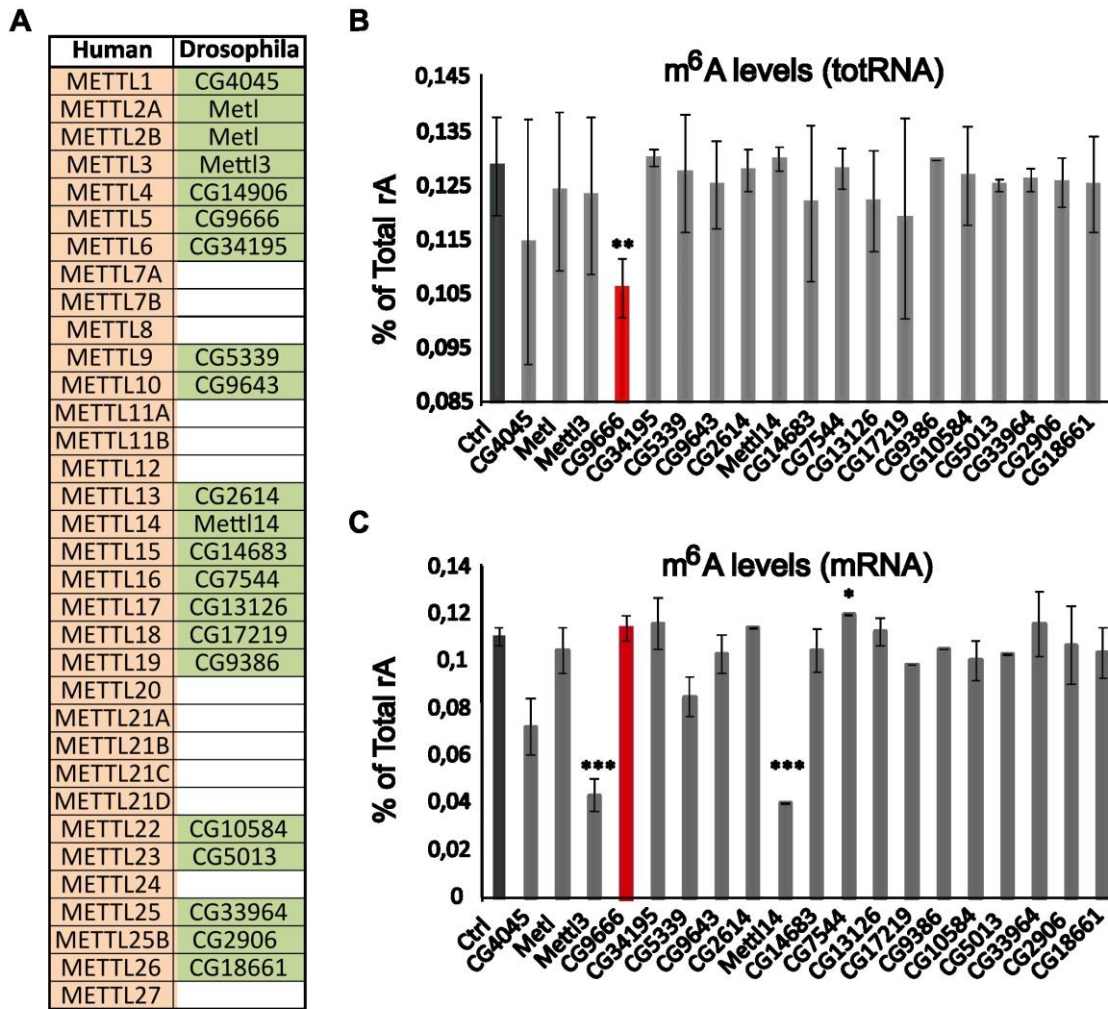 A
Human Drosophila
METTL1 CG4045
METTL2A Metl
METTL2B Metl
METTL3 Mettl3
METTL4 CG14906
METTL5 CG9666
METTL6 CG34195
METTL7A
METTL7B
METTL8
METTL9 CG5339
METTL10 CG9643
METTL11A
METTL11B
METTL12
METTL13 CG2614
METTL14 Mettl14
METTL15 CG14683
METTL16 CG7544
METTL17 CG13126
METTL18 CG17219
METTL19 CG9386
METTL20
METTL21A
METTL21B
METTL21C
METTL21D
METTL22 CG10584
METTL23 CG5013
METTL24
METTL25 CG33964
METTL25B CG2906
METTL26 CG18661
METTL27
B
m⁶A levels (totRNA)
% of Total rA
0,145
0,135
0,125
0,115
0,105
0,095
0,085
**
Ctrl
CG4045
Metl
Mettl3
CG9666
CG34195
CG5339
CG9643
CG2614
Mettl14
CG14683
CG7544
CG13126
CG17219
CG9386
CG10584
CG5013
CG33964
CG2906
CG18661
C
m⁶A levels (mRNA)
% of Total rA
0,14
0,12
0,1
0,08
0,06
0,04
0,02
0
***
***
*
Ctrl
CG4045
Metl
Mettl3
CG9666
CG34195
CG5339
CG9643
CG2614
Mettl14
CG14683
CG7544
CG13126
CG17219
CG9386
CG10584
CG5013
CG33964
CG2906
CG18661